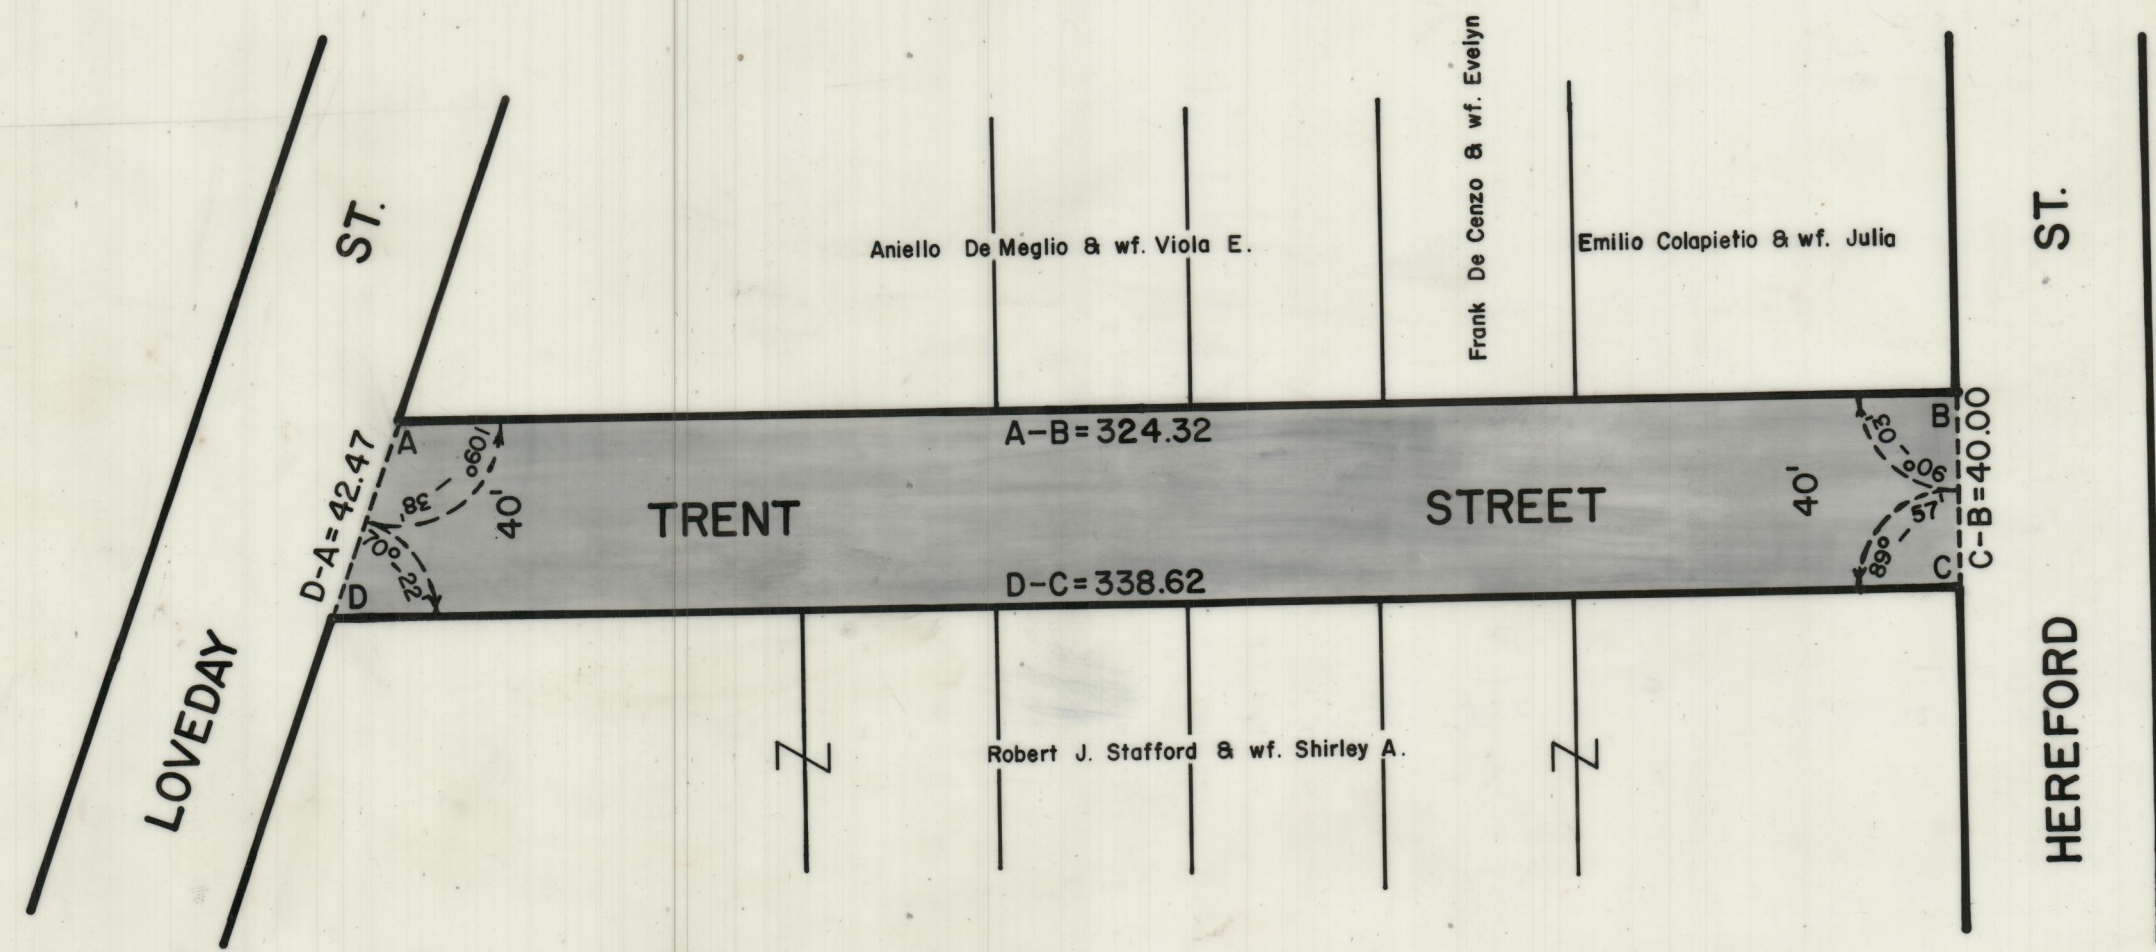 LOVEDAY ST.
Aniello De Meglio & wf. Viola E.
Frank De Cenzo & wf. Evelyn
Emilio Colapietio & wf. Julia
HEREFORD ST.
A
A-B=324.32
B
109°-38'
90°-03'
D-A=42.47
40'
TRENT STREET
40'
C-B=40.00
70°-22'
89°-57'
D
D-C=338.62
C
Robert J. Stafford & wf. Shirley A.